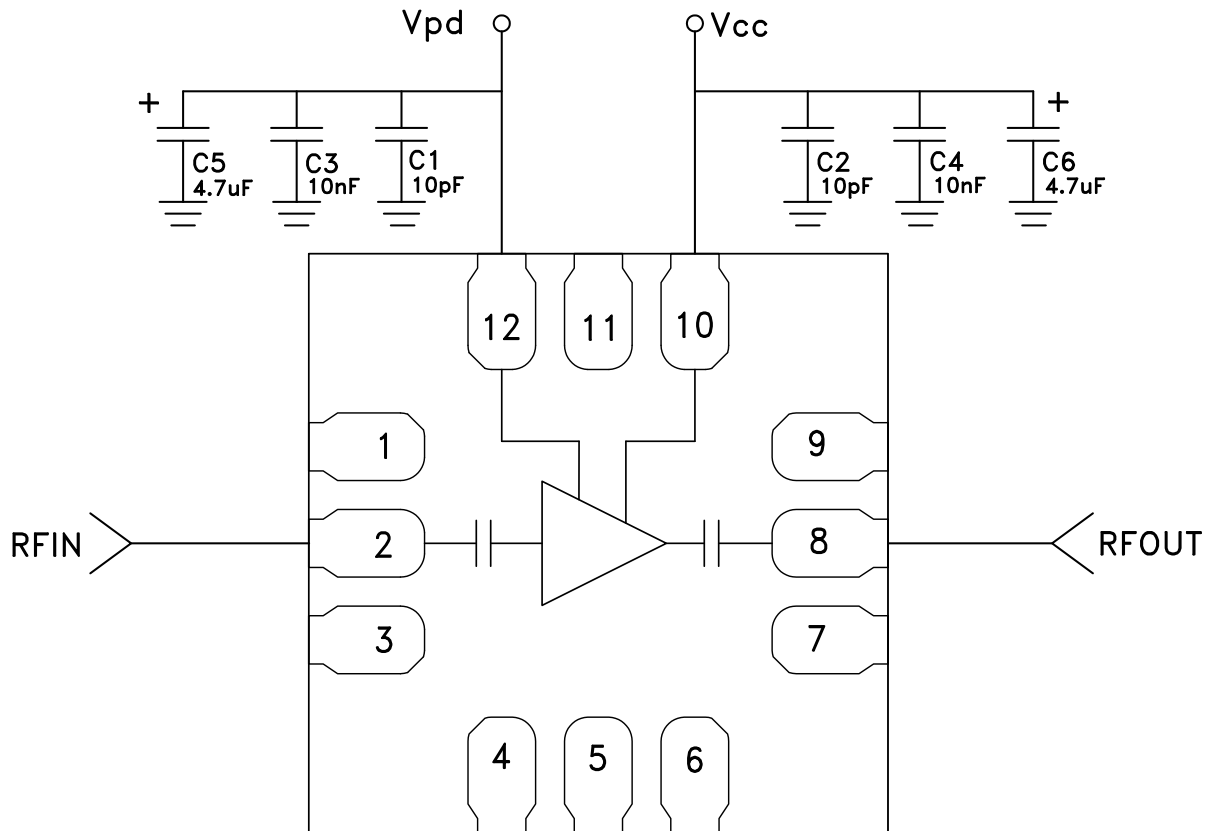 Vpd
Vcc
+
+
C5
4.7uF
C3
10nF
C1
10pF
C2
10pF
C4
10nF
C6
4.7uF
12
11
10
1
9
RFIN
2
8
RFOUT
3
7
4
5
6